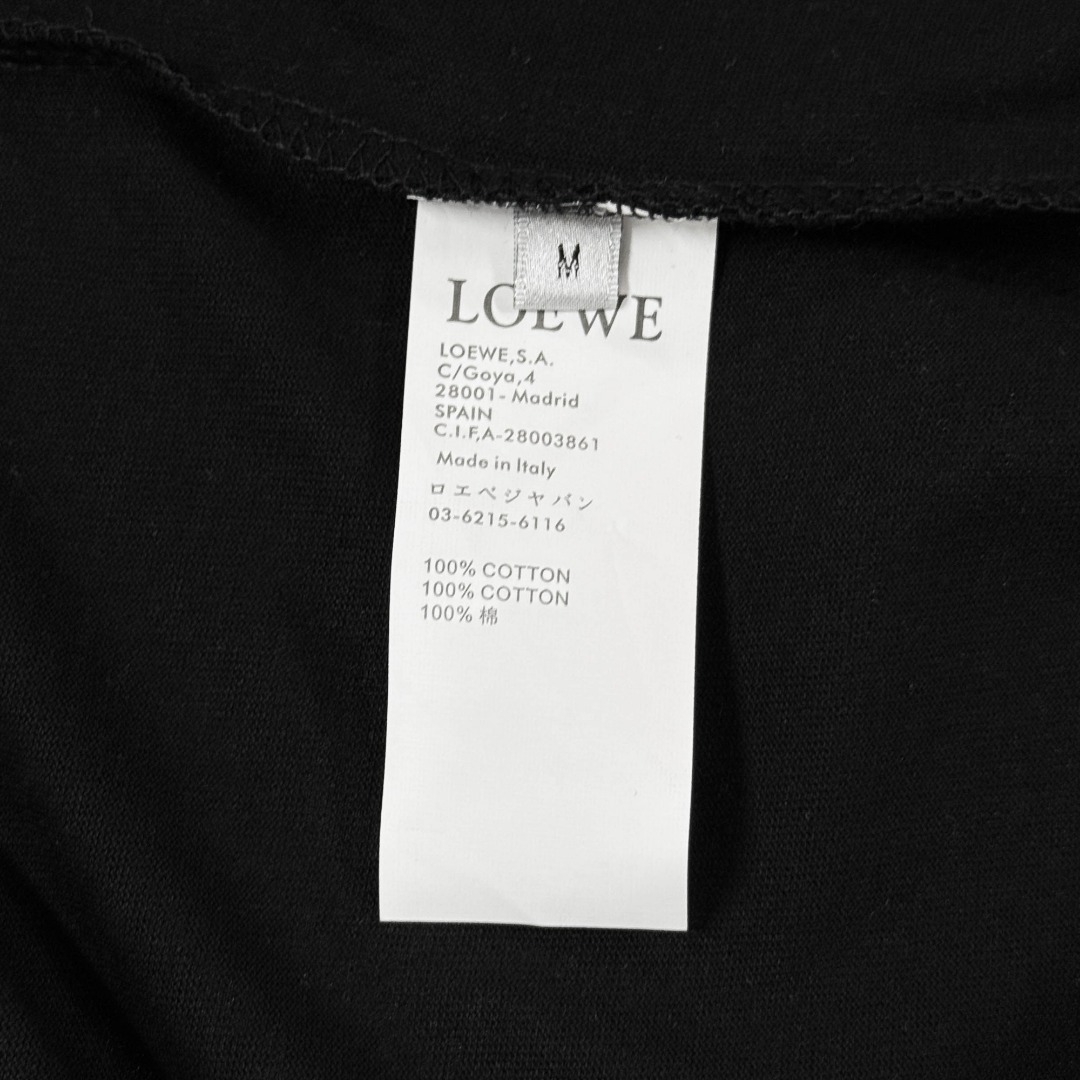 M
LOEWE
LOEWE,S.A.
C/Goya,4
28001- Madrid
SPAIN
C.I.F,A-28003861
Made in Italy
ロエベジャパン
03-6215-6116
100% COTTON
100% COTTON
100% 棉